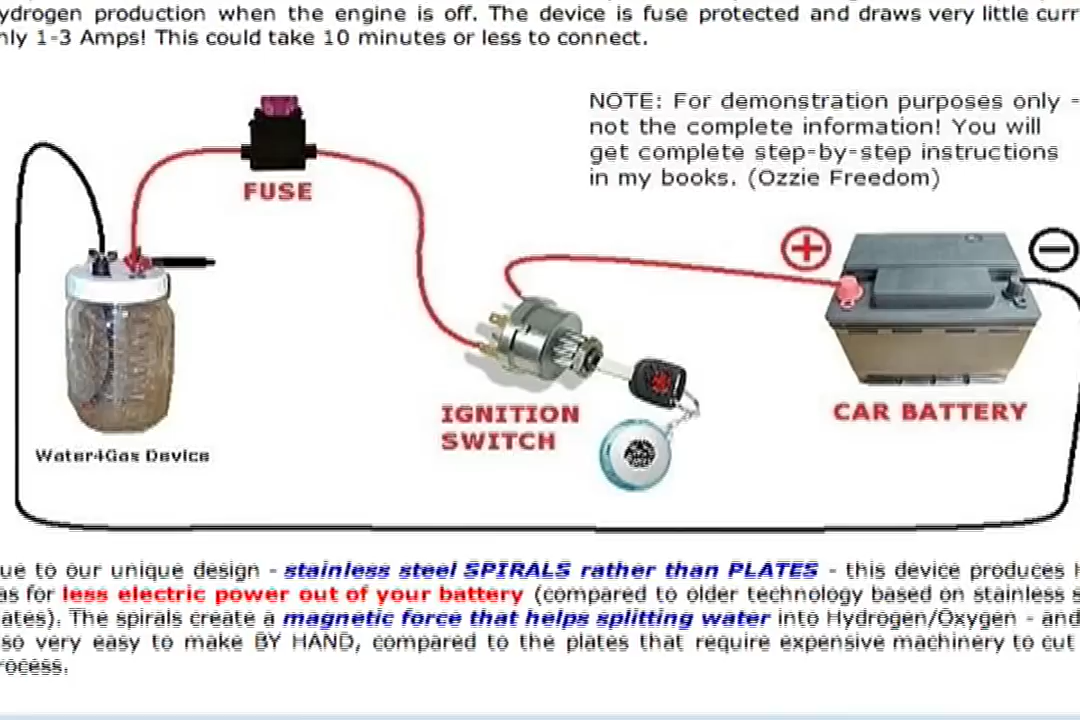 ydrogen production when the engine is off. The device is fuse protected and draws very little curr
nly 1-3 Amps! This could take 10 minutes or less to connect.
NOTE: For demonstration purposes only =
not the complete information! You will
get complete step-by-step instructions
in my books. (Ozzie Freedom)
FUSE
IGNITION
SWITCH
CAR BATTERY
Water4Gas Device
ue to our unique design - stainless steel SPIRALS rather than PLATES - this device produces H
as for less electric power out of your battery (compared to older technology based on stainless s
lates). The spirals create a magnetic force that helps splitting water into Hydrogen/Oxygen - and
so very easy to make BY HAND, compared to the plates that require expensive machinery to cut
rocess.